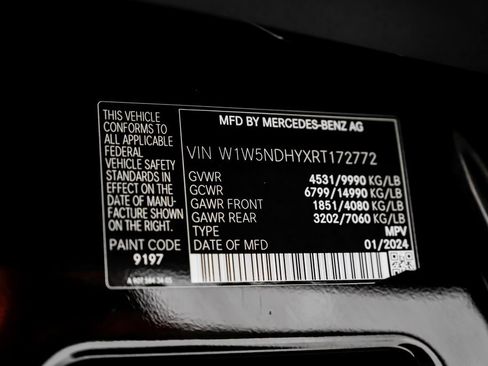 THIS VEHICLE
CONFORMS TO
ALL APPLICABLE
FEDERAL
VEHICLE SAFETY
STANDARDS IN
EFFECT ON THE
DATE OF MANU-
FACTURE SHOWN
ON THE RIGHT.
PAINT CODE
9197
MFD BY MERCEDES-BENZ AG
VIN W1W5NDHYXRT172772
GVWR 4531/9990 KG/LB
GCWR 6799/14990 KG/LB
GAWR FRONT 1851/4080 KG/LB
GAWR REAR 3202/7060 KG/LB
TYPE MPV
DATE OF MFD 01/2024